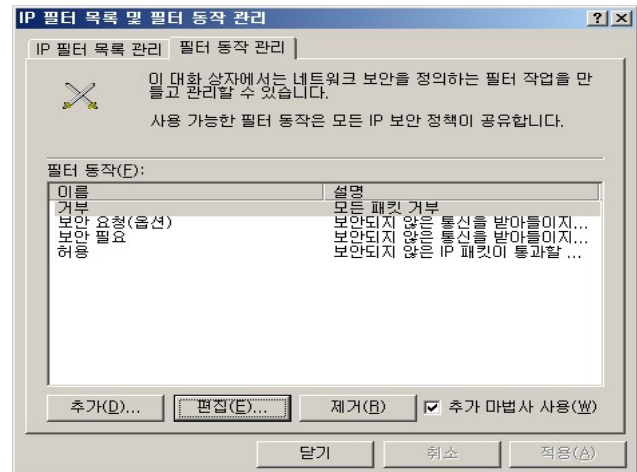 IP 필터 목록 및 필터 동작 관리
IP 필터 목록 관리 필터 동작 관리
이 대화 상자에서는 네트워크 보안을 정의하는 필터 작업을 만
들고 관리할 수 있습니다.
사용 가능한 필터 동작은 모든 IP 보안 정책이 공유합니다.
필터 동작(F):
이름 설명
거부 모든 패킷 거부
보안 요청(옵션) 보안되지 않은 통신을 받아들이지...
보안 필요 보안되지 않은 통신을 받아들이지...
허용 보안되지 않은 IP 패킷이 통과할 ...
추가(D)... 편집(E)... 제거(R) 추가 마법사 사용(W)
닫기 취소 적용(A)